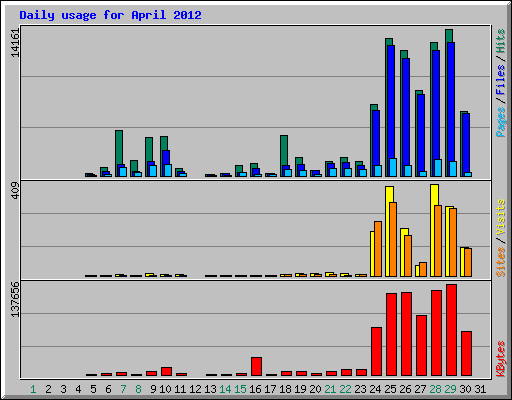 Daily usage for April 2012
14161
Pages / Files / Hits
409
Sites / Visits
137656
KBytes
1 2 3 4 5 6 7 8 9 10 11 12 13 14 15 16 17 18 19 20 21 22 23 24 25 26 27 28 29 30 31